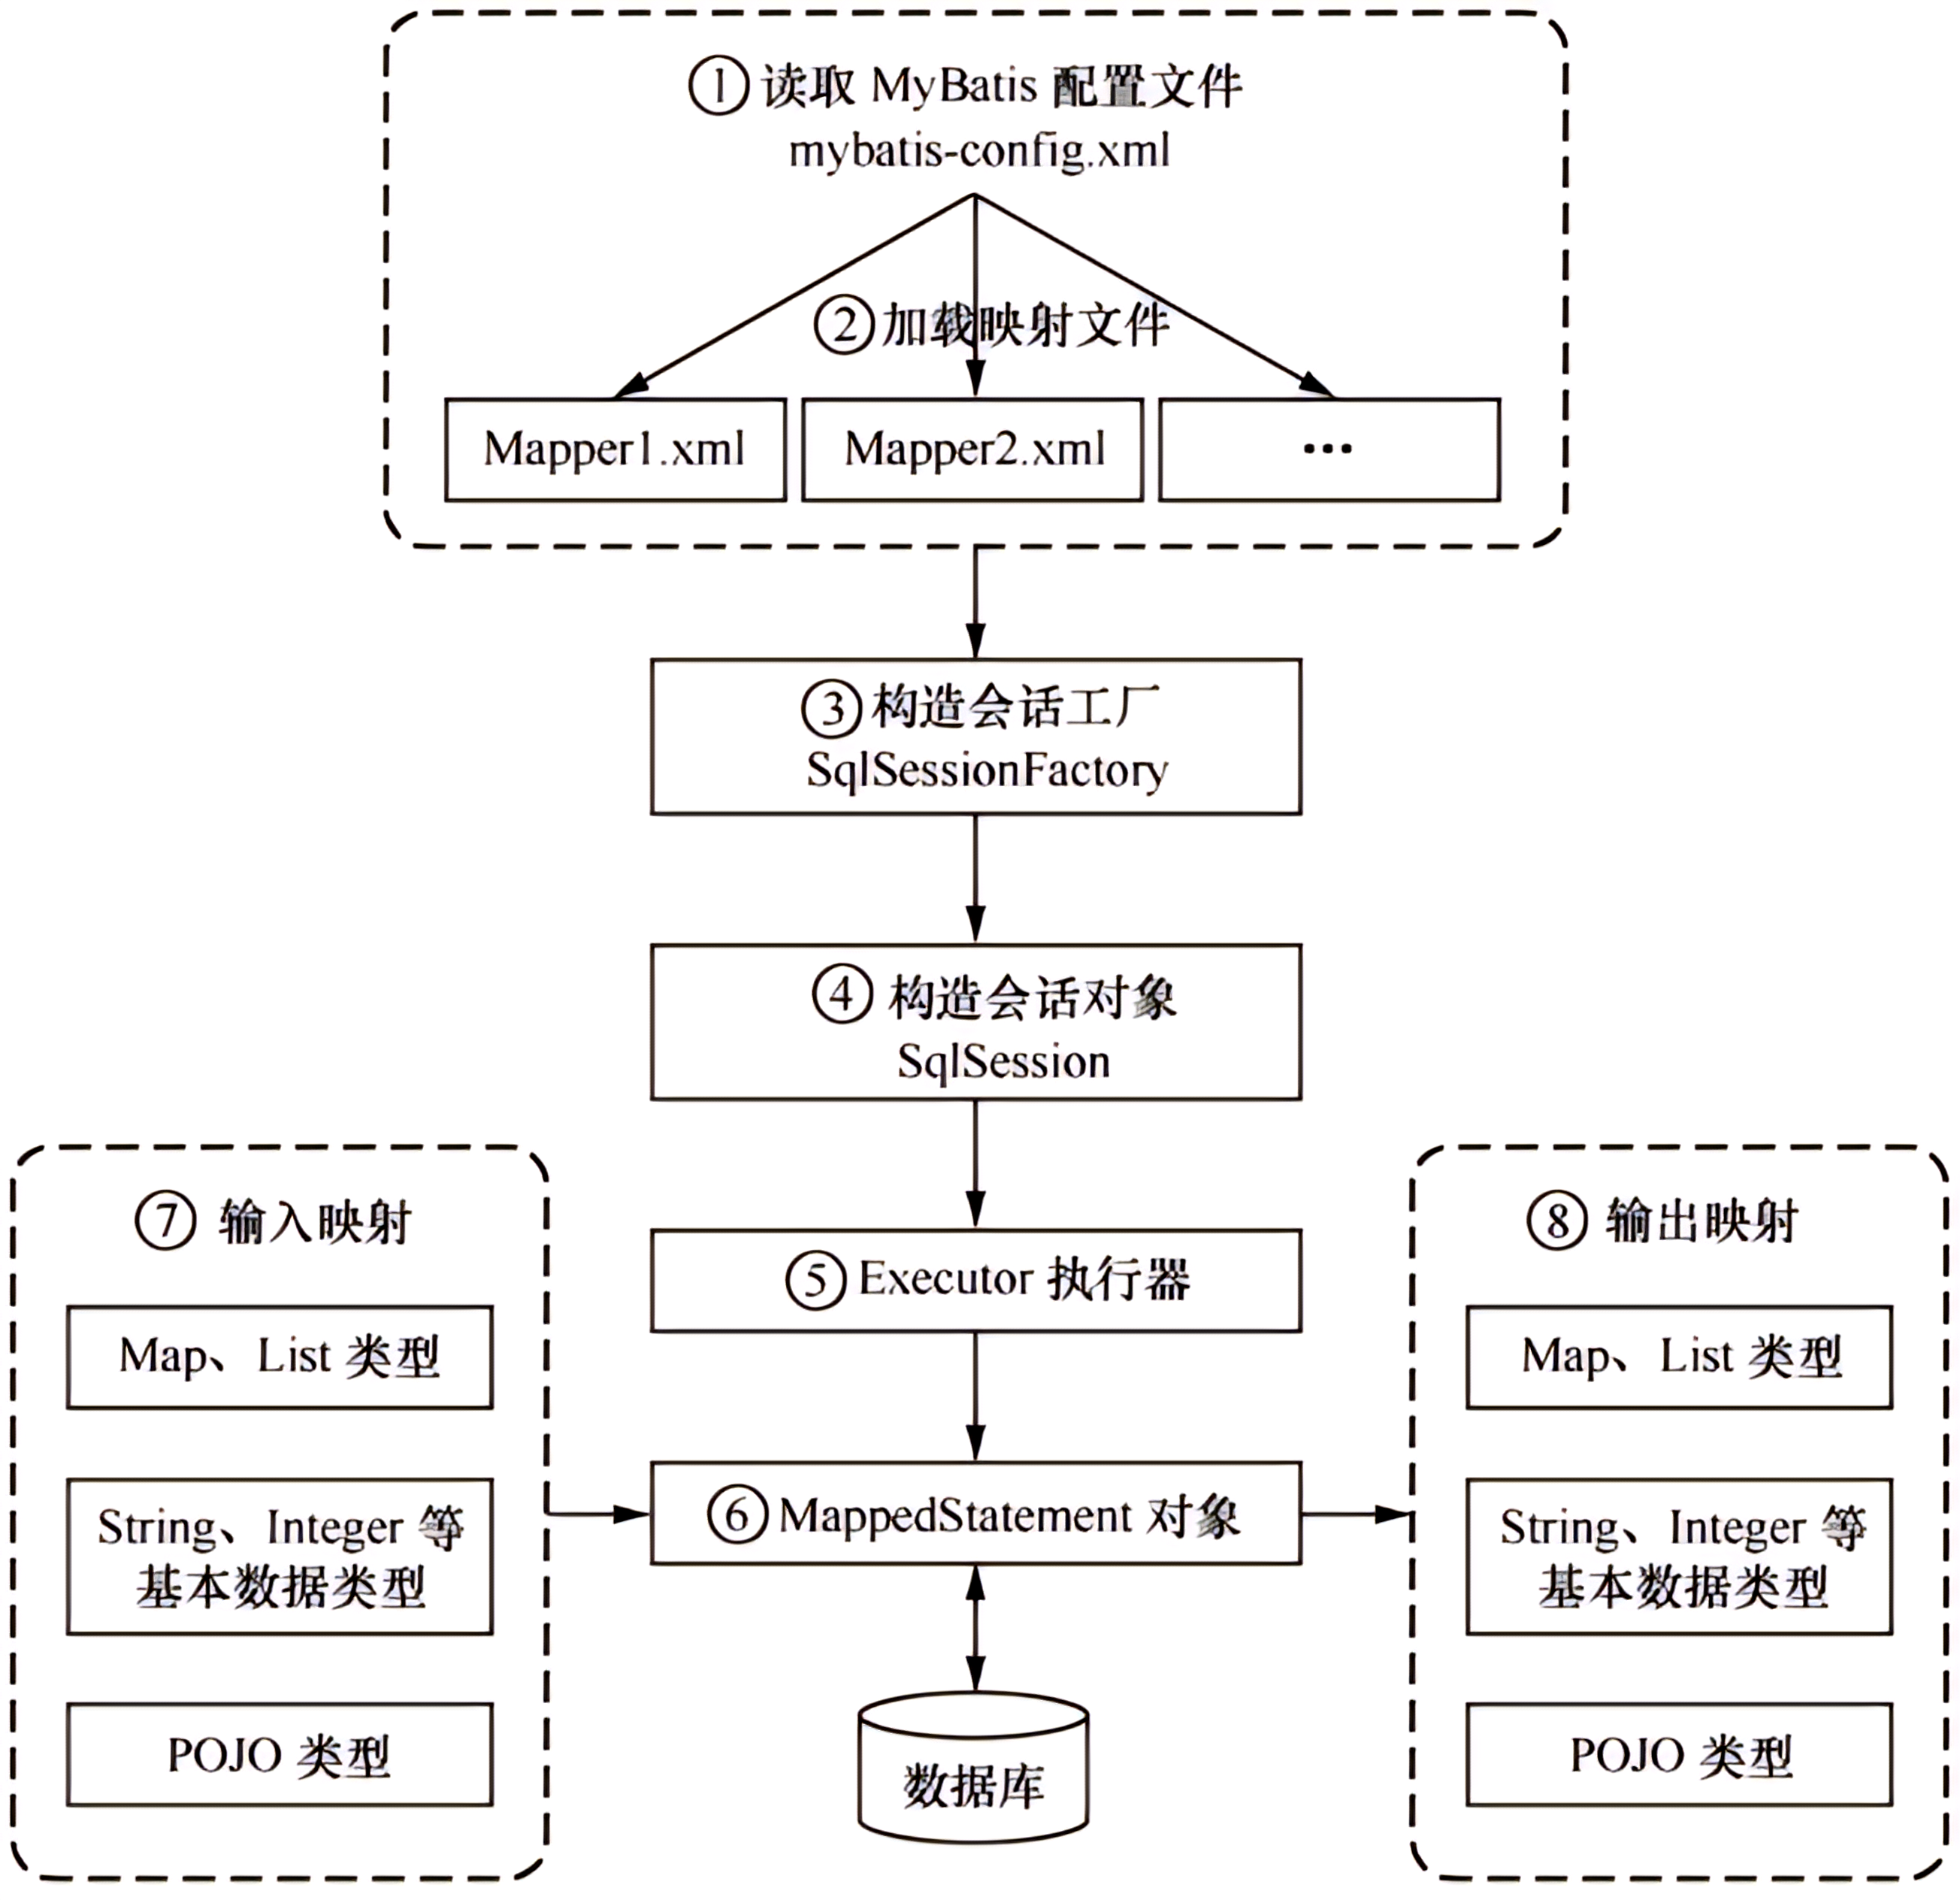 ① 读取 MyBatis 配置文件
mybatis-config.xml
② 加载映射文件
Mapper1.xml
Mapper2.xml
···
③ 构造会话工厂
SqlSessionFactory
④ 构造会话对象
SqlSession
⑦ 输入映射
Map、List 类型
String、Integer 等
基本数据类型
POJO 类型
⑤ Executor 执行器
⑥ MappedStatement 对象
数据库
⑧ 输出映射
Map、List 类型
String、Integer 等
基本数据类型
POJO 类型